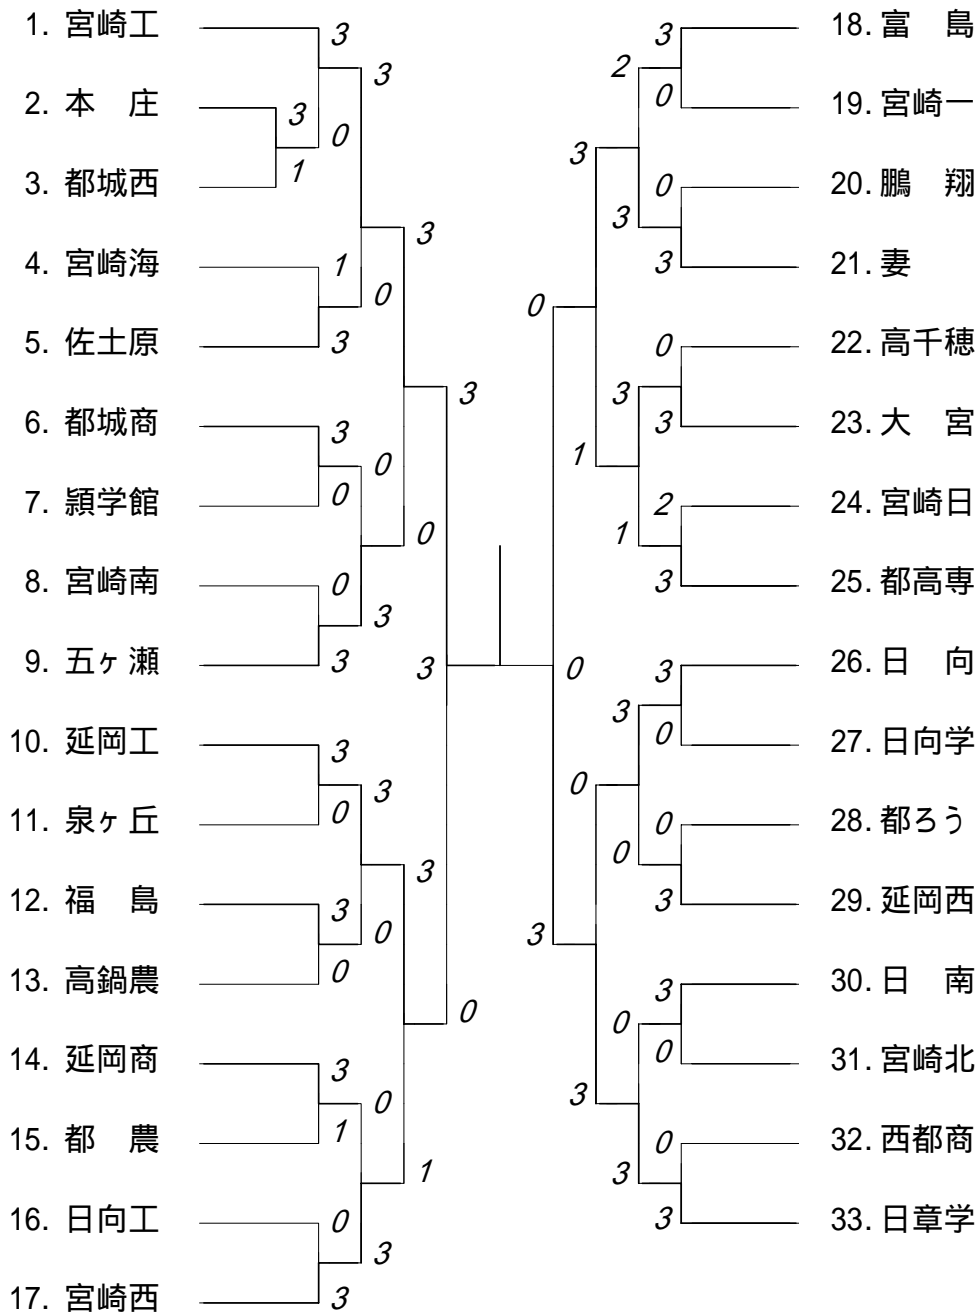 1. 宮崎工
2. 本　庄
3. 都城西
4. 宮崎海
5. 佐土原
6. 都城商
7. 頴学館
8. 宮崎南
9. 五ヶ瀬
10. 延岡工
11. 泉ヶ丘
12. 福　島
13. 高鍋農
14. 延岡商
15. 都　農
16. 日向工
17. 宮崎西
3
3
0
1
1
3
3
0
0
3
3
0
3
0
3
1
0
3
3
0
0
3
3
0
0
3
3
0
3
1
3
0
3
0
0
3
0
1
3
0
3
1
0
3
2
3
3
1
3
0
0
3
3
0
0
3
0
3
2
3
3
0
0
3
3
0
0
3
18. 富　島
19. 宮崎一
20. 鵬　翔
21. 妻
22. 高千穂
23. 大　宮
24. 宮崎日
25. 都高専
26. 日　向
27. 日向学
28. 都ろう
29. 延岡西
30. 日　南
31. 宮崎北
32. 西都商
33. 日章学